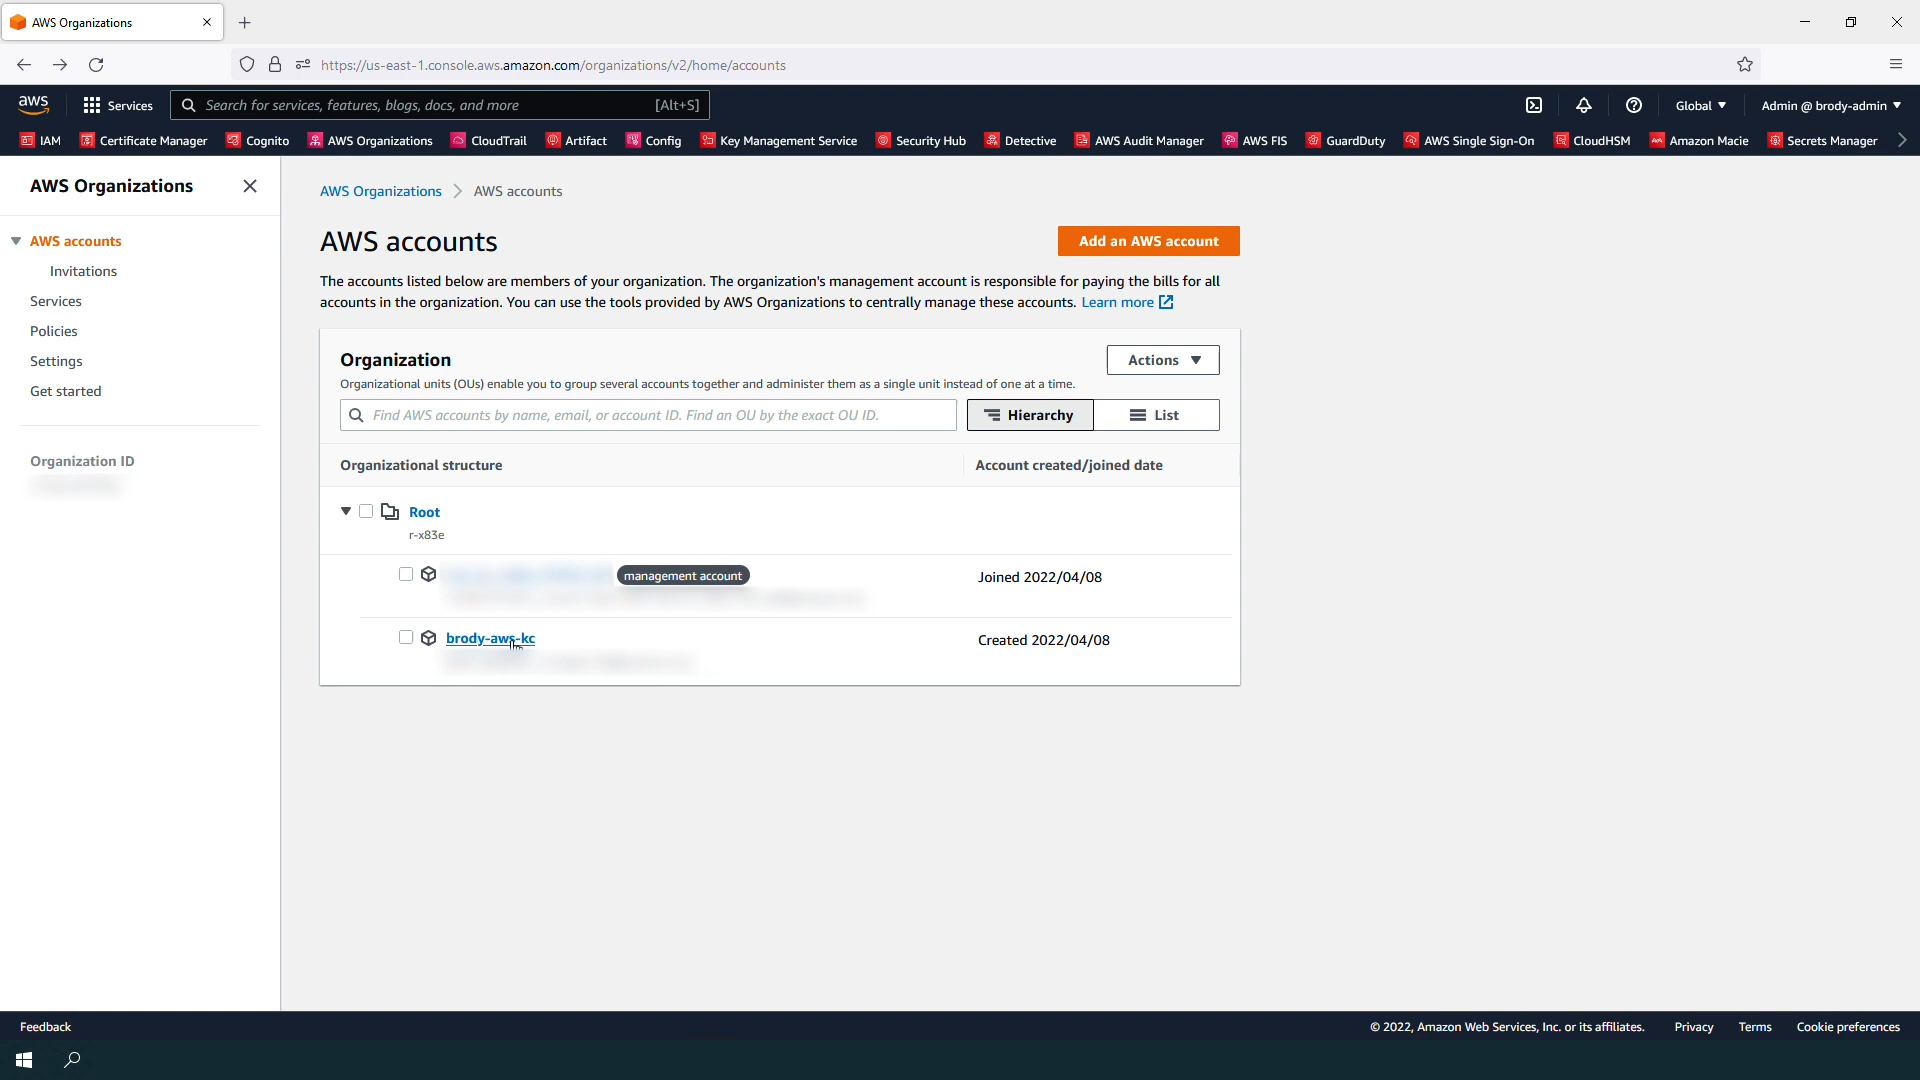 AWS Organizations
https://us-east-1.console.aws.amazon.com/organizations/v2/home/accounts
aws
Services
Search for services, features, blogs, docs, and more
[Alt+S]
Global
Admin @ brody-admin
IAM
Certificate Manager
Cognito
AWS Organizations
CloudTrail
Artifact
Config
Key Management Service
Security Hub
Detective
AWS Audit Manager
AWS FIS
GuardDuty
AWS Single Sign-On
CloudHSM
Amazon Macie
Secrets Manager
AWS Organizations
AWS accounts
Invitations
Services
Policies
Settings
Get started
Organization ID
AWS Organizations
AWS accounts
AWS accounts
Add an AWS account
The accounts listed below are members of your organization. The organization's management account is responsible for paying the bills for all
accounts in the organization. You can use the tools provided by AWS Organizations to centrally manage these accounts. Learn more
Organization
Actions
Organizational units (OUs) enable you to group several accounts together and administer them as a single unit instead of one at a time.
Find AWS accounts by name, email, or account ID. Find an OU by the exact OU ID.
Hierarchy
List
Organizational structure
Account created/joined date
Root
r-x83e
management account
Joined 2022/04/08
brody-aws-kc
Created 2022/04/08
Feedback
© 2022, Amazon Web Services, Inc. or its affiliates.
Privacy
Terms
Cookie preferences